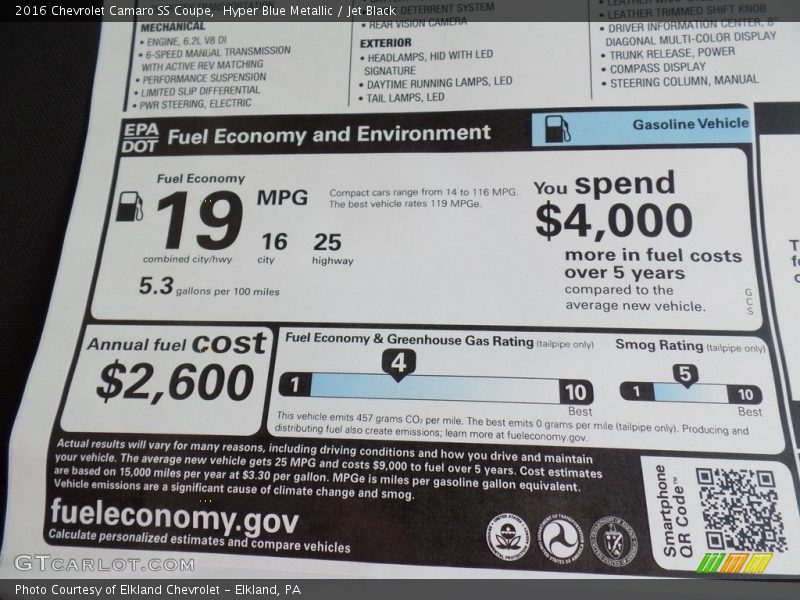 2016 Chevrolet Camaro SS Coupe, Hyper Blue Metallic / Jet Black
MECHANICAL
• ENGINE, 6.2L V8 DI
• 6-SPEED MANUAL TRANSMISSION
WITH ACTIVE REV MATCHING
• PERFORMANCE SUSPENSION
• LIMITED SLIP DIFFERENTIAL
• PWR STEERING, ELECTRIC
DETERRENT SYSTEM
• REAR VISION CAMERA
EXTERIOR
• HEADLAMPS, HID WITH LED
SIGNATURE
• DAYTIME RUNNING LAMPS, LED
• TAIL LAMPS, LED
• LEATHER TRIMMED SHIFT KNOB
• DRIVER INFORMATION CENTER, 8"
DIAGONAL MULTI-COLOR DISPLAY
• TRUNK RELEASE, POWER
• COMPASS DISPLAY
• STEERING COLUMN, MANUAL
EPA
DOT
Fuel Economy and Environment
Gasoline Vehicle
Fuel Economy
19 MPG
combined city/hwy
16
city
25
highway
5.3 gallons per 100 miles
Compact cars range from 14 to 116 MPG.
The best vehicle rates 119 MPGe.
You spend
$4,000
more in fuel costs
over 5 years
compared to the
average new vehicle.
G
C
S
Annual fuel cost
$2,600
Fuel Economy & Greenhouse Gas Rating (tailpipe only)
4
1
10
Best
Smog Rating (tailpipe only)
5
1
10
Best
This vehicle emits 457 grams CO₂ per mile. The best emits 0 grams per mile (tailpipe only). Producing and
distributing fuel also create emissions; learn more at fueleconomy.gov.
Actual results will vary for many reasons, including driving conditions and how you drive and maintain
your vehicle. The average new vehicle gets 25 MPG and costs $9,000 to fuel over 5 years. Cost estimates
are based on 15,000 miles per year at $3.30 per gallon. MPGe is miles per gasoline gallon equivalent.
Vehicle emissions are a significant cause of climate change and smog.
fueleconomy.gov
Calculate personalized estimates and compare vehicles
Smartphone
QR Code™
GTCARLOT.COM
Photo Courtesy of Elkland Chevrolet - Elkland, PA